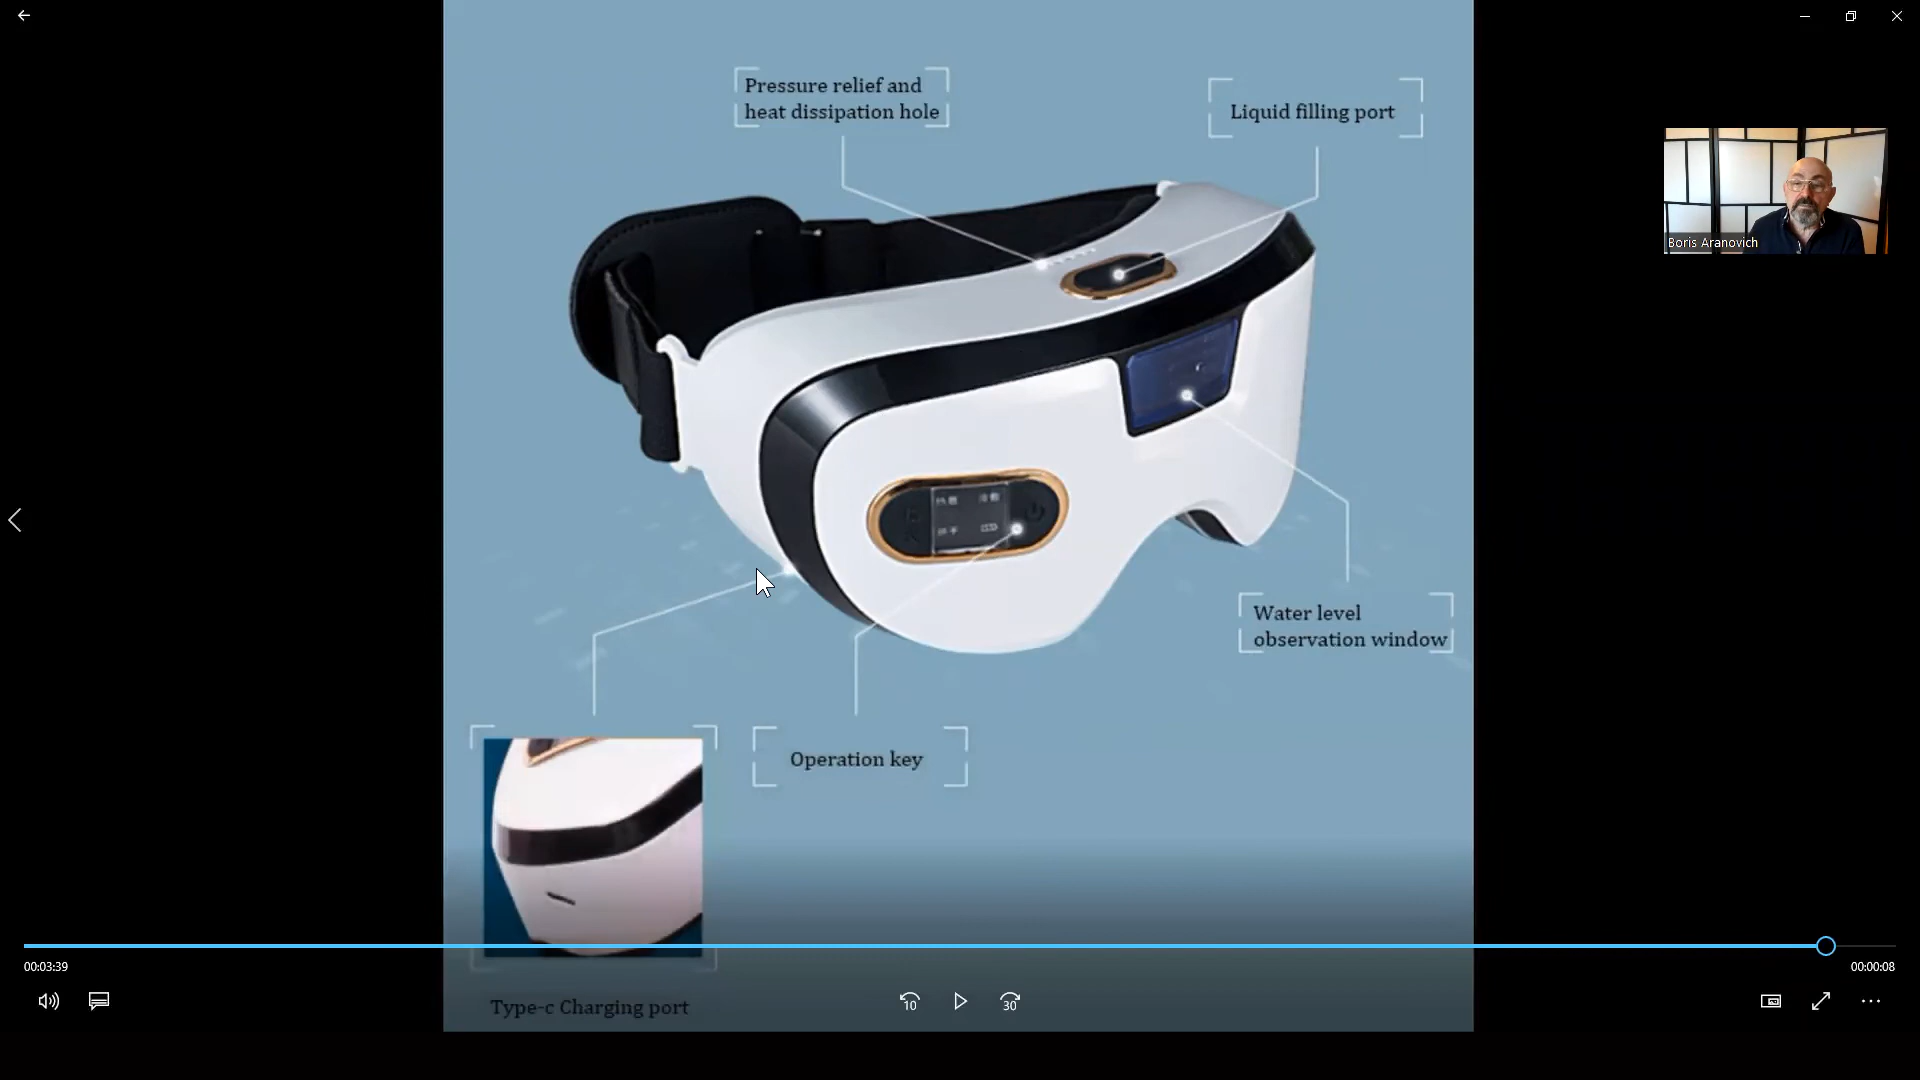 Pressure relief and
heat dissipation hole
Liquid filling port
Boris Aranovich
Water level
observation window
Operation key
Type-c Charging port
00:03:39
00:00:08
10
30